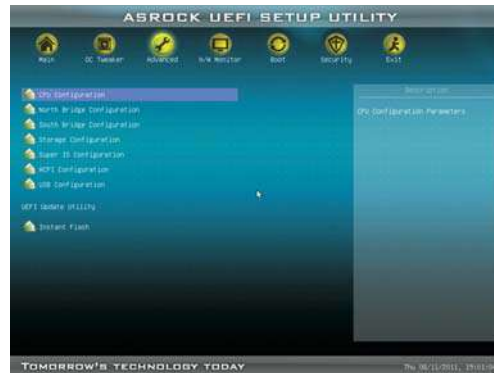 ASROCK UEFI SETUP UTILITY
Main OC Tweaker Advanced H/W Monitor Boot Security Exit
CPU Configuration
North Bridge Configuration
South Bridge Configuration
Storage Configuration
Super IO Configuration
ACPI Configuration
USB Configuration
UEFI Update Utility
Instant Flash
Description
CPU Configuration Parameters
TOMORROW'S TECHNOLOGY TODAY
Thu